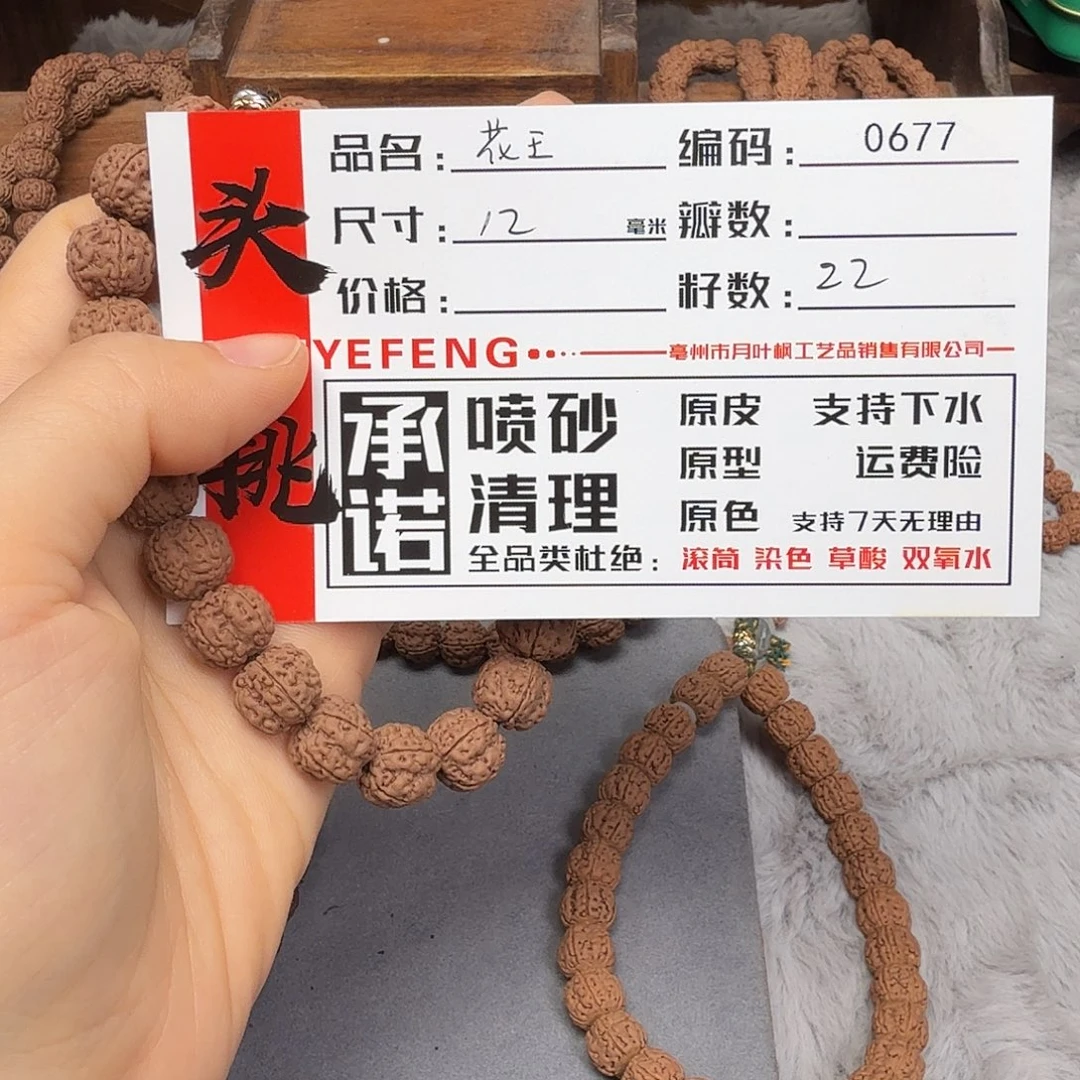 头挑
品名: 花王 编码: 0677
尺寸: 12 毫米 瓣数:
价格: 籽数: 22
YEFENG 亳州市月叶枫工艺品销售有限公司
承诺
喷砂 清理
原皮 支持下水
原型 运费险
原色 支持7天无理由
全品类杜绝: 滚筒 染色 草酸 双氧水